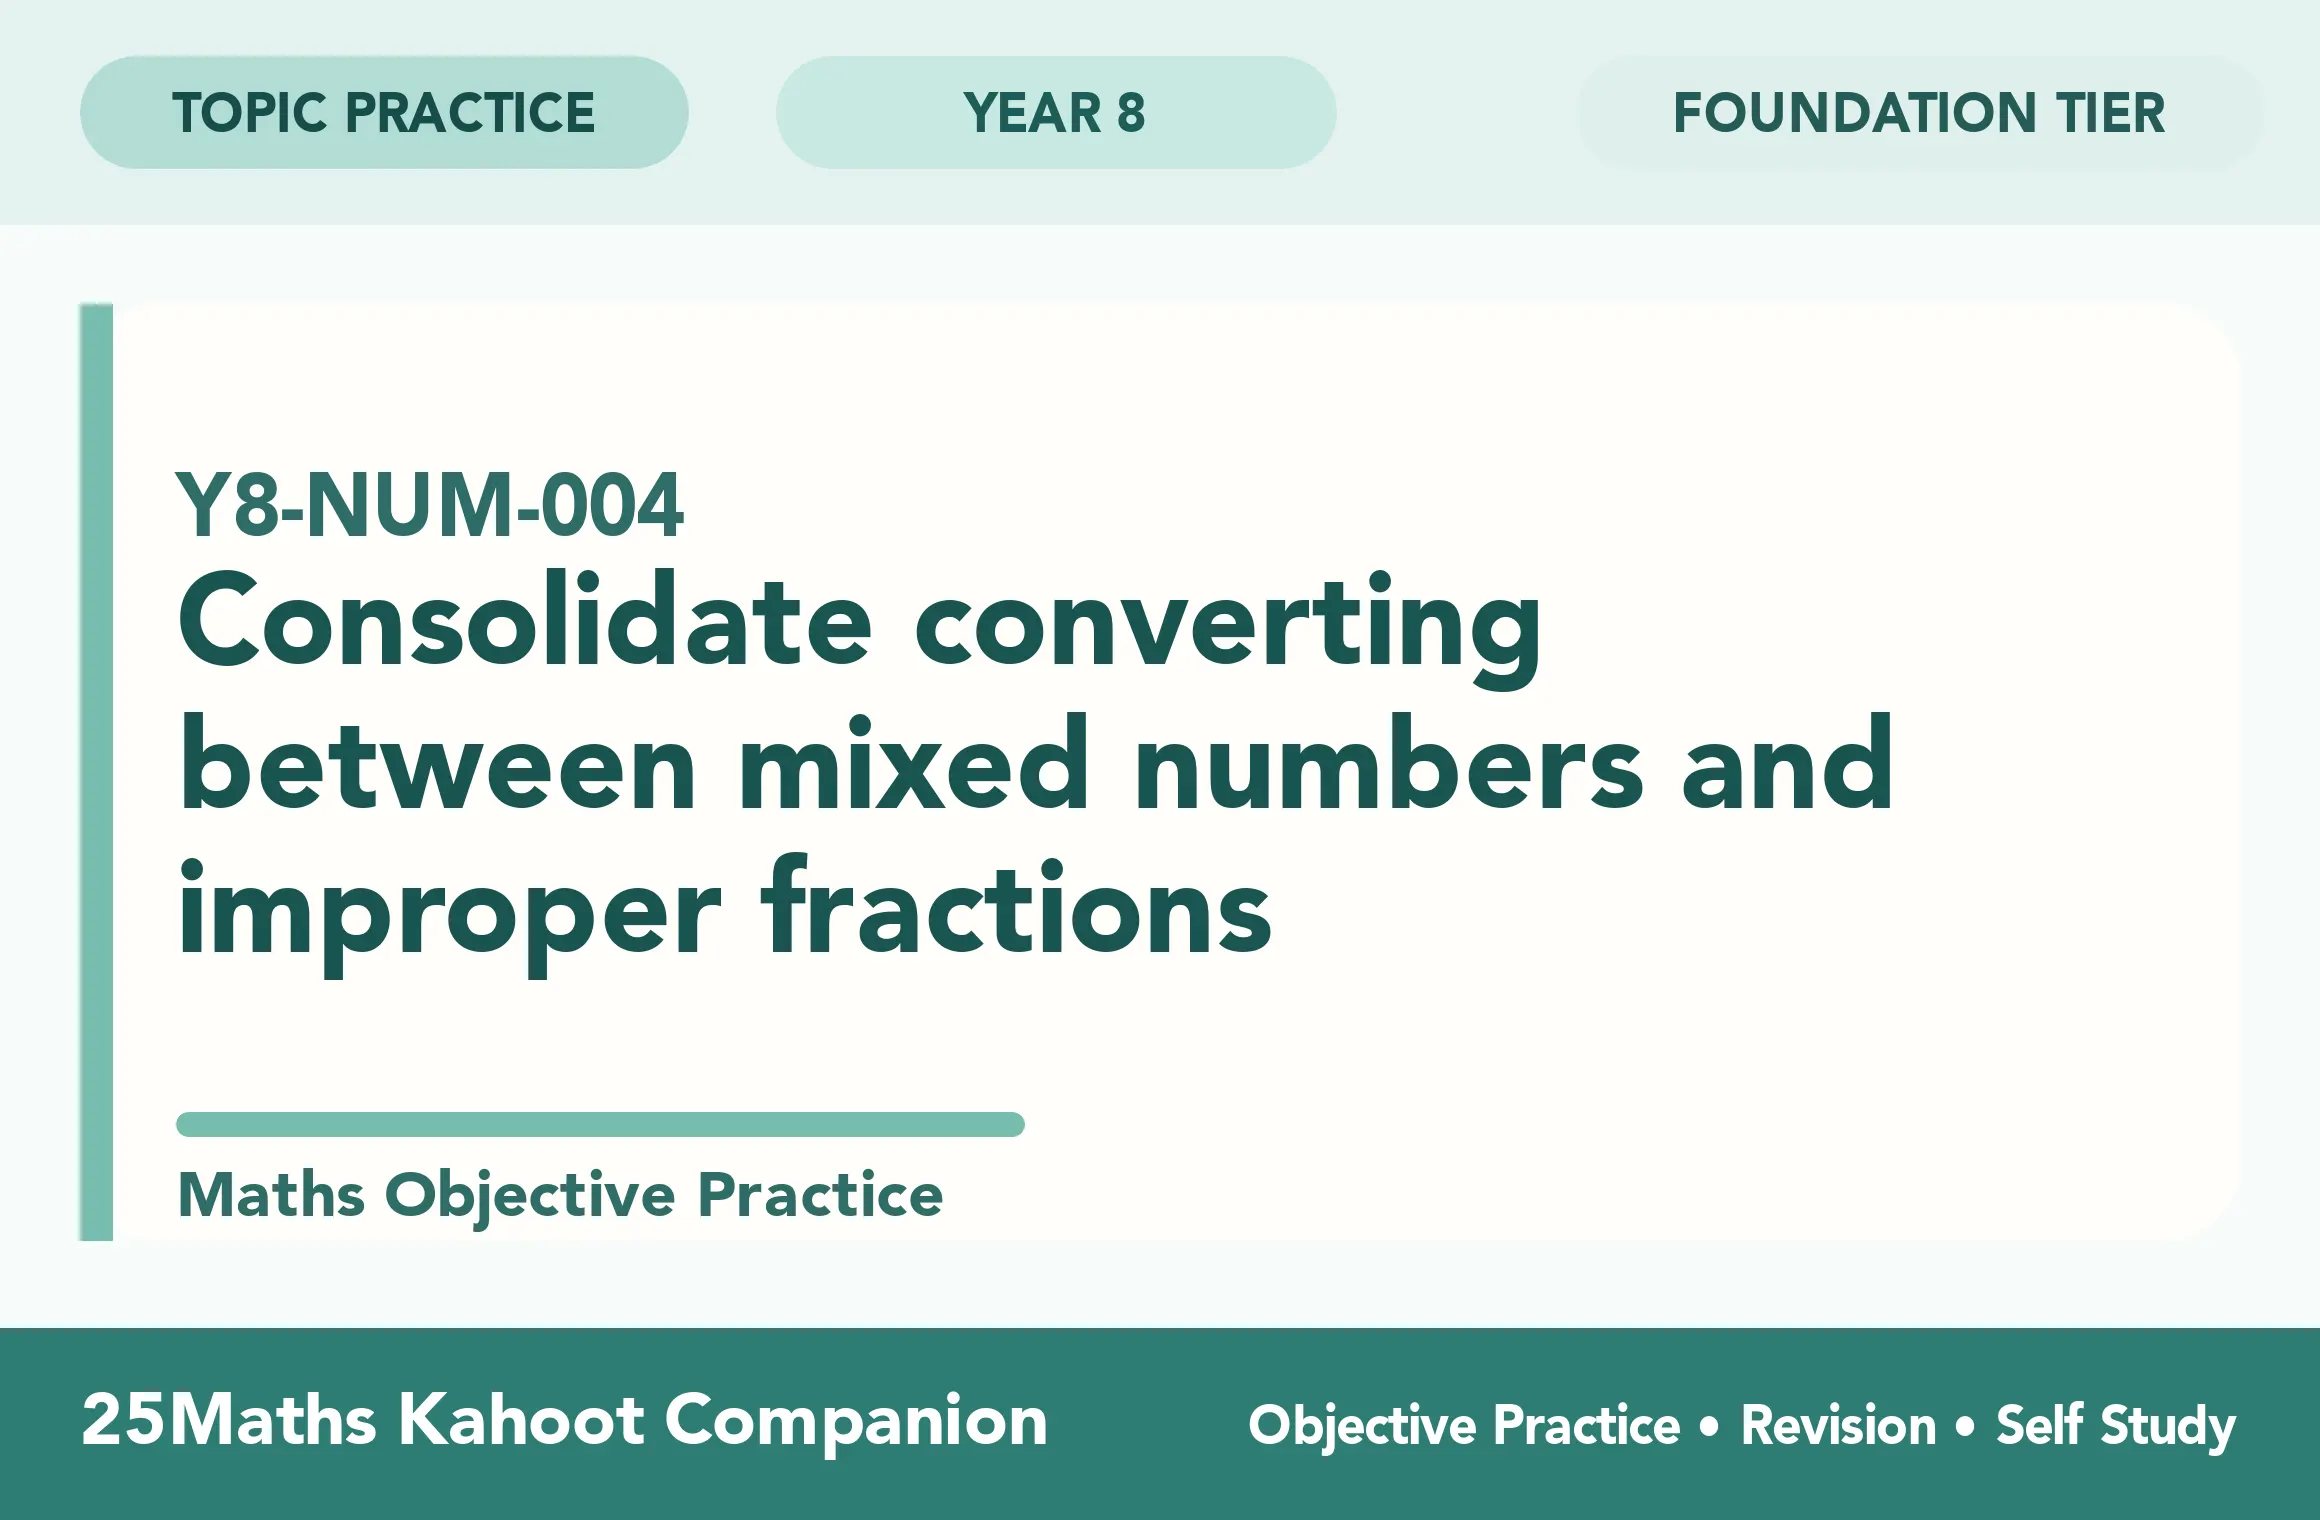 TOPIC PRACTICE
YEAR 8
FOUNDATION TIER
Y8-NUM-004
Consolidate converting
between mixed numbers and
improper fractions
Maths Objective Practice
25Maths Kahoot Companion
Objective Practice • Revision • Self Study